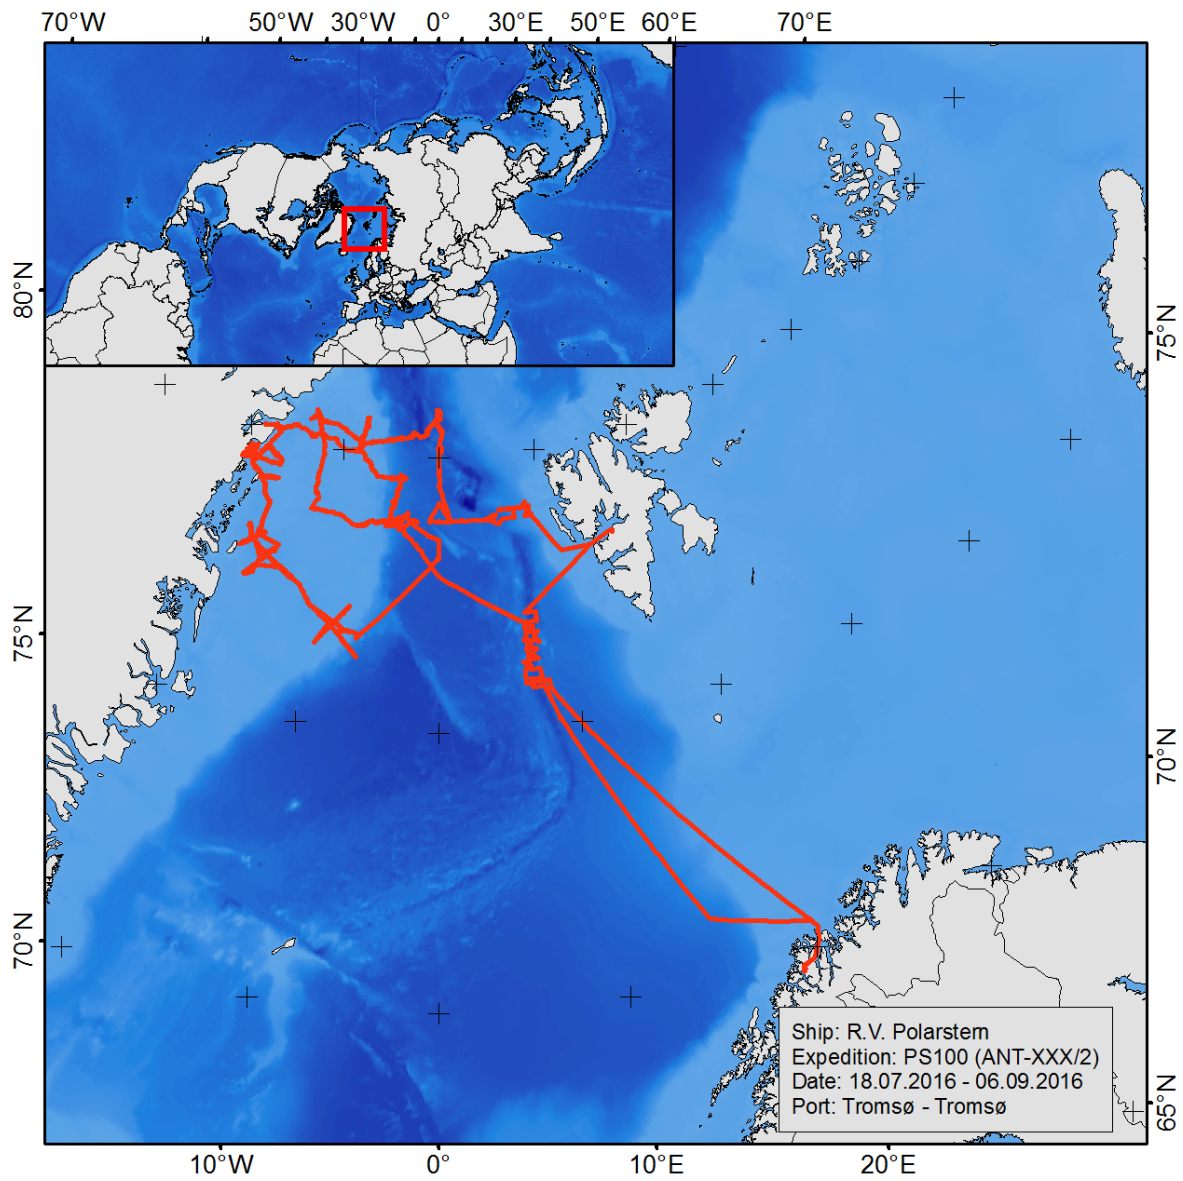 70°W 50°W 30°W 0° 30°E 50°E 60°E 70°E
80°N
75°N
75°N
70°N
70°N
65°N
Ship: R.V. Polarstern
Expedition: PS100 (ANT-XXX/2)
Date: 18.07.2016 - 06.09.2016
Port: Tromsø - Tromsø
10°W 0° 10°E 20°E